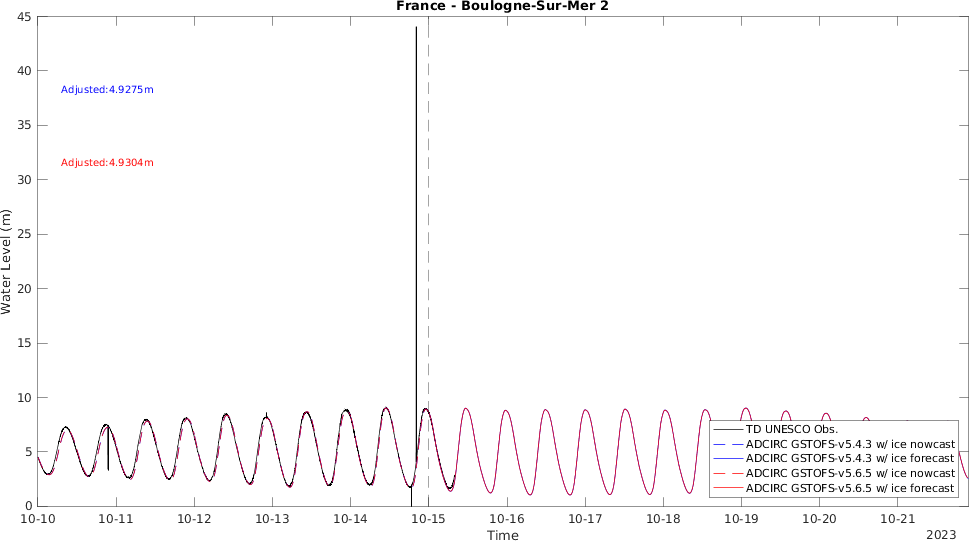 France - Boulogne-Sur-Mer 2
45
40
35
30
25
20
15
10
5
0
Water Level (m)
Adjusted:4.9275m
Adjusted:4.9304m
TD UNESCO Obs.
ADCIRC GSTOFS-v5.4.3 w/ ice nowcast
ADCIRC GSTOFS-v5.4.3 w/ ice forecast
ADCIRC GSTOFS-v5.6.5 w/ ice nowcast
ADCIRC GSTOFS-v5.6.5 w/ ice forecast
10-10 10-11 10-12 10-13 10-14 10-15 10-16 10-17 10-18 10-19 10-20 10-21
Time
2023